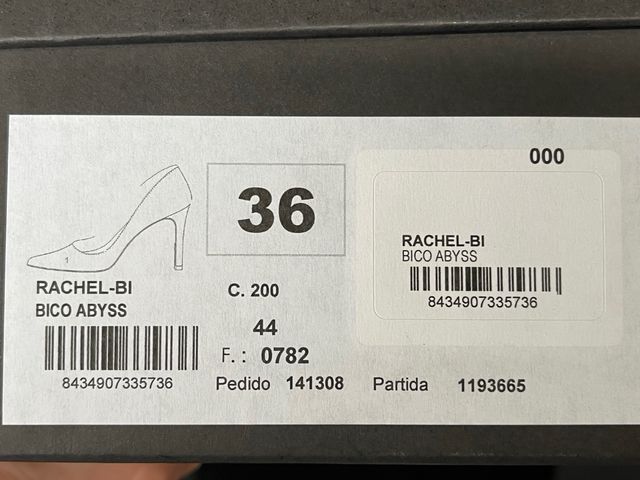 1
RACHEL-BI
BICO ABYSS
8434907335736
36
C. 200
44
F. : 0782
Pedido 141308 Partida 1193665
000
RACHEL-BI
BICO ABYSS
8434907335736